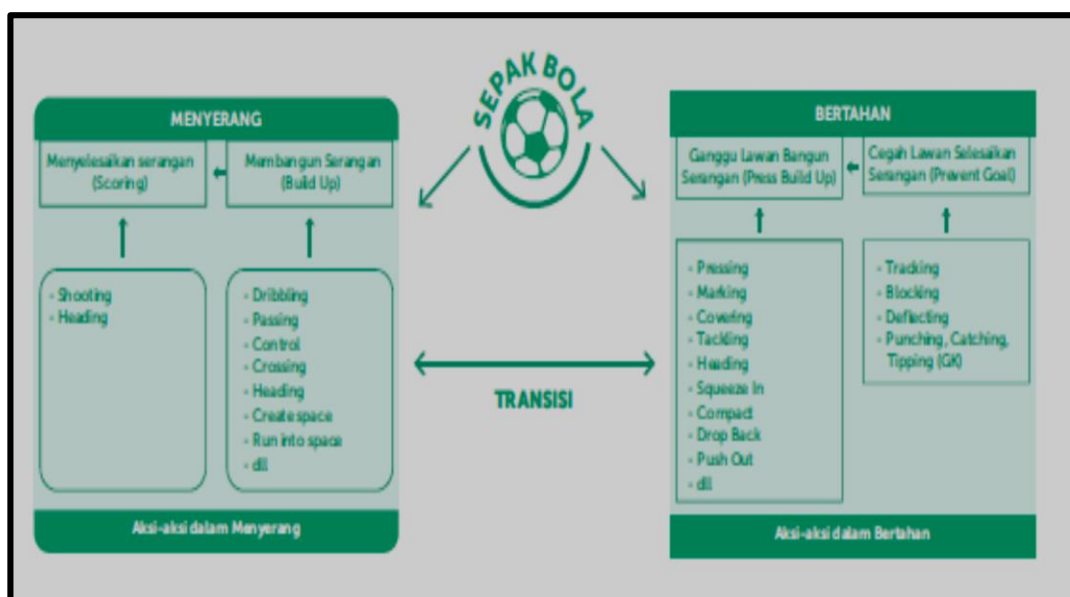 SEPAK BOLA
MENYERANG
Menyelesaikan serangan
(Scoring)
Membangun Serangan
(Build Up)
- Shooting
- Heading
- Dribbling
- Passing
- Control
- Crossing
- Heading
- Create space
- Run into space
- dll
Aksi-aksi dalam Menyerang
TRANSISI
BERTAHAN
Ganggu Lawan Bangun
Serangan (Press Build Up)
Cegah Lawan Selesaikan
Serangan (Prevent Goal)
- Pressing
- Marking
- Covering
- Tackling
- Heading
- Squeeze In
- Compact
- Drop Back
- Push Out
- dll
- Tracking
- Blocking
- Deflecting
- Punching, Catching,
Tipping (GK)
Aksi-aksi dalam Bertahan